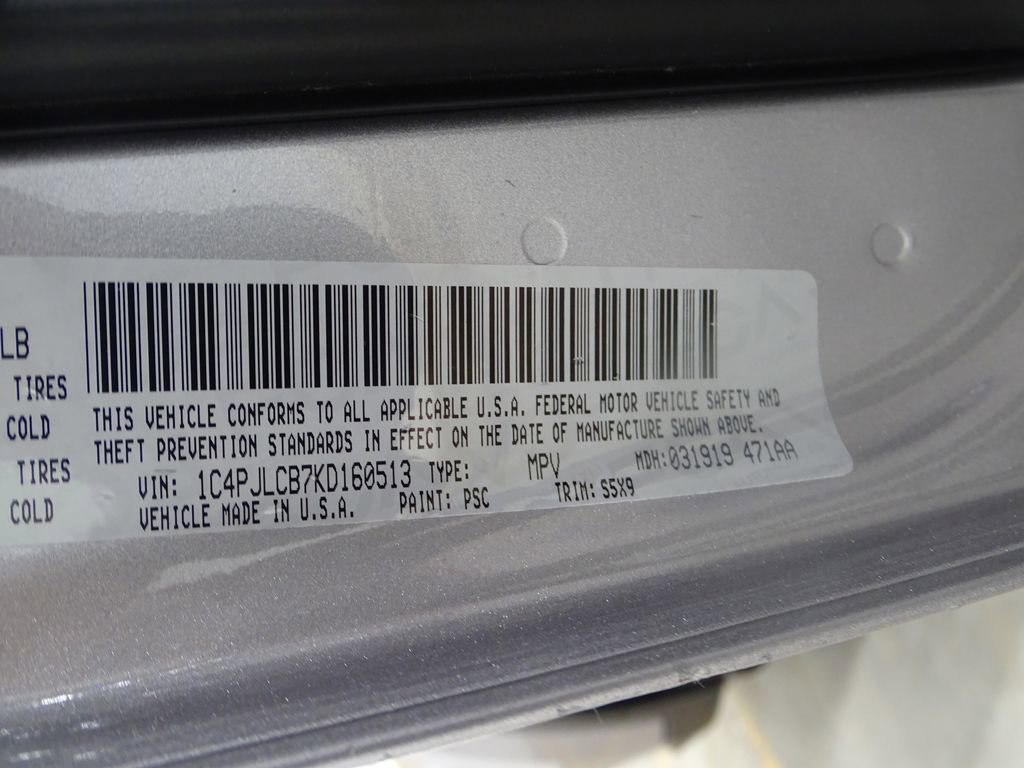 LB
TIRES
COLD
TIRES
COLD
THIS VEHICLE CONFORMS TO ALL APPLICABLE U.S.A. FEDERAL MOTOR VEHICLE SAFETY AND
THEFT PREVENTION STANDARDS IN EFFECT ON THE DATE OF MANUFACTURE SHOWN ABOVE.
VIN: 1C4PJLCB7KD160513 TYPE: MPV MDH:031919 471AA
VEHICLE MADE IN U.S.A. PAINT: PSC TRIM: S5X9